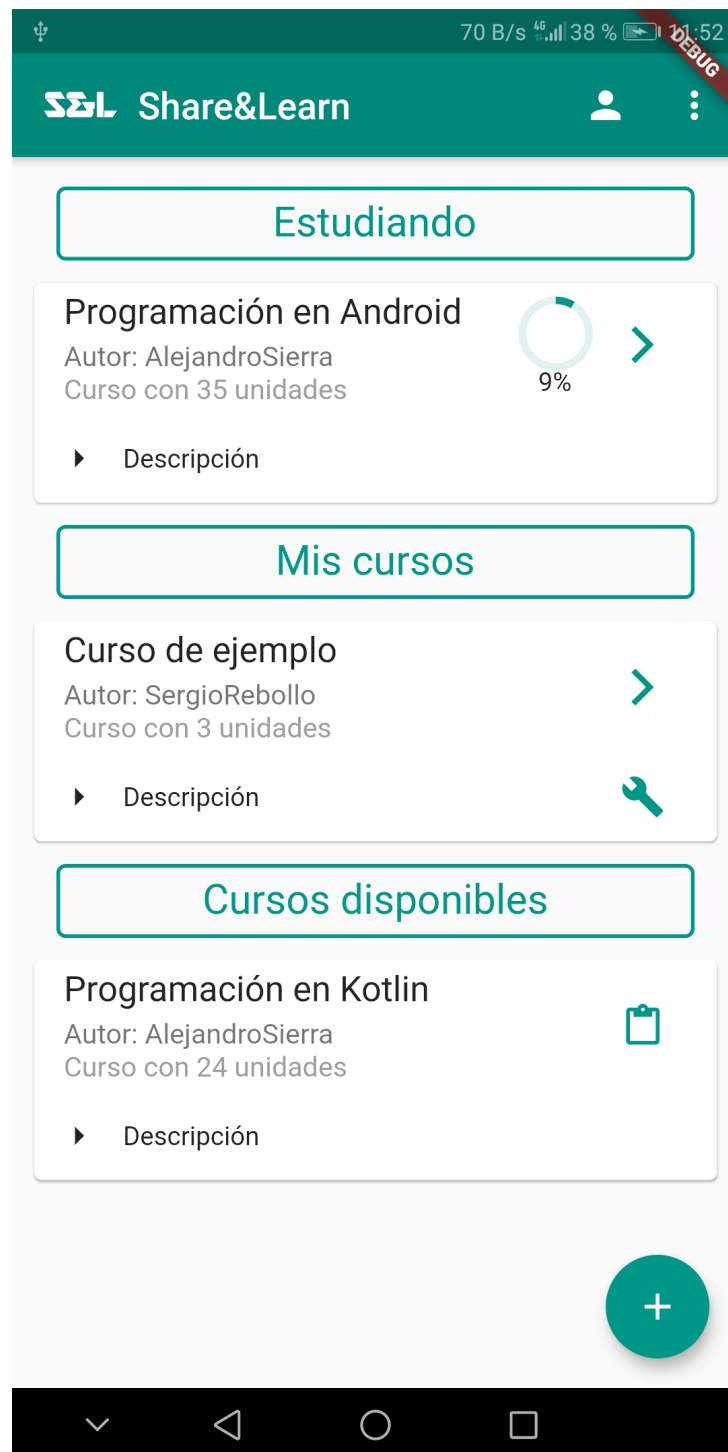 70 B/s 4G 38 % 11:52
DEBUG
S&L Share&Learn
Estudiando
Programación en Android
Autor: AlejandroSierra
Curso con 35 unidades
9%
Descripción
Mis cursos
Curso de ejemplo
Autor: SergioRebollo
Curso con 3 unidades
Descripción
Cursos disponibles
Programación en Kotlin
Autor: AlejandroSierra
Curso con 24 unidades
Descripción